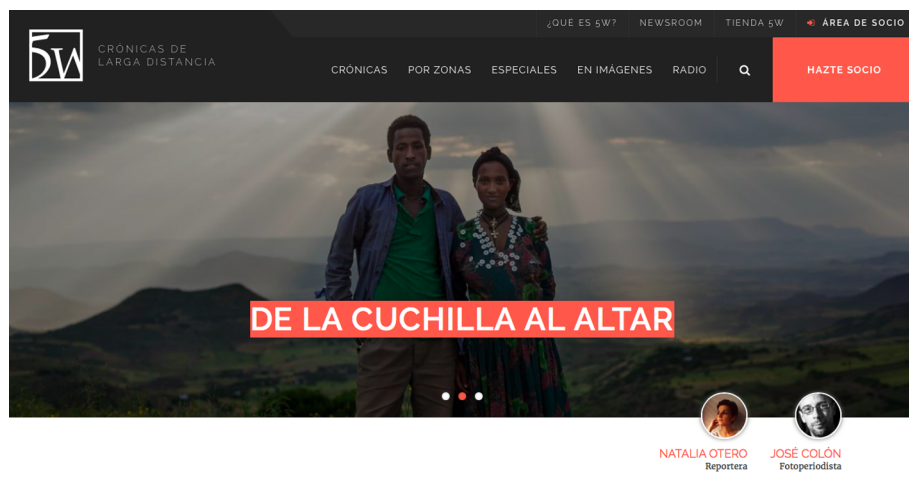 ¿QUÉ ES 5W? NEWSROOM TIENDA 5W ÁREA DE SOCIO
5W
CRÓNICAS DE
LARGA DISTANCIA
CRÓNICAS POR ZONAS ESPECIALES EN IMÁGENES RADIO HAZTE SOCIO
DE LA CUCHILLA AL ALTAR
NATALIA OTERO JOSÉ COLÓN
Reportera Fotoperiodista